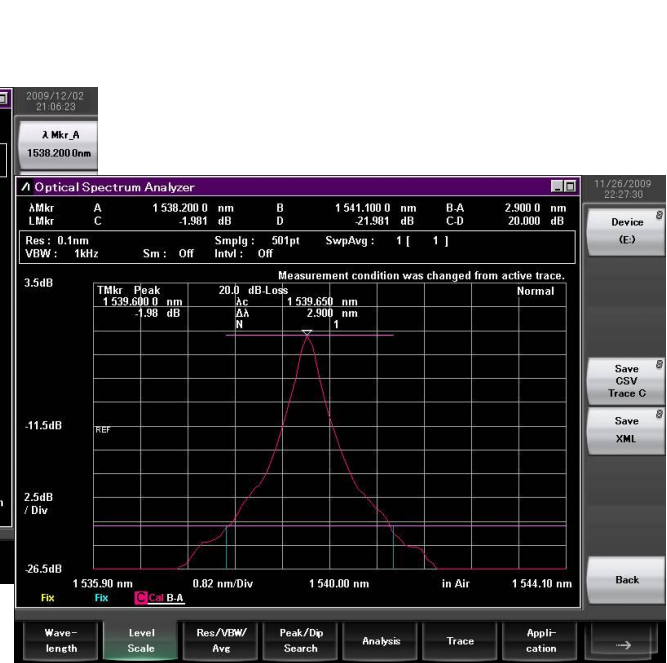 2009/12/02
21:06:23
λ Mkr_A
1538.200 0nm
Optical Spectrum Analyzer
11/26/2009
22:27:30
λMkr A 1 538.200 0 nm B 1 541.100 0 nm B-A 2.900 0 nm
LMkr C -1.981 dB D -21.981 dB C-D 20.000 dB
Res : 0.1nm Smplg : 501pt SwpAvg : 1 [ 1 ]
VBW : 1kHz Sm : Off Intvl : Off
Measurement condition was changed from active trace.
3.5dB
TMkr Peak 20.0 dB-Loss Normal
1 539.600 0 nm λc 1 539.650 nm
-1.98 dB Δλ 2.900 nm
N 1
-11.5dB
REF
2.5dB
/ Div
-26.5dB
1 535.90 nm 0.82 nm/Div 1 540.00 nm in Air 1 544.10 nm
Fix Fix C Cal B-A
Device
(E:)
Save
CSV
Trace C
Save
XML
Back
Wave-
length
Level
Scale
Res/VBW/
Avg
Peak/Dip
Search
Analysis
Trace
Appli-
cation
→